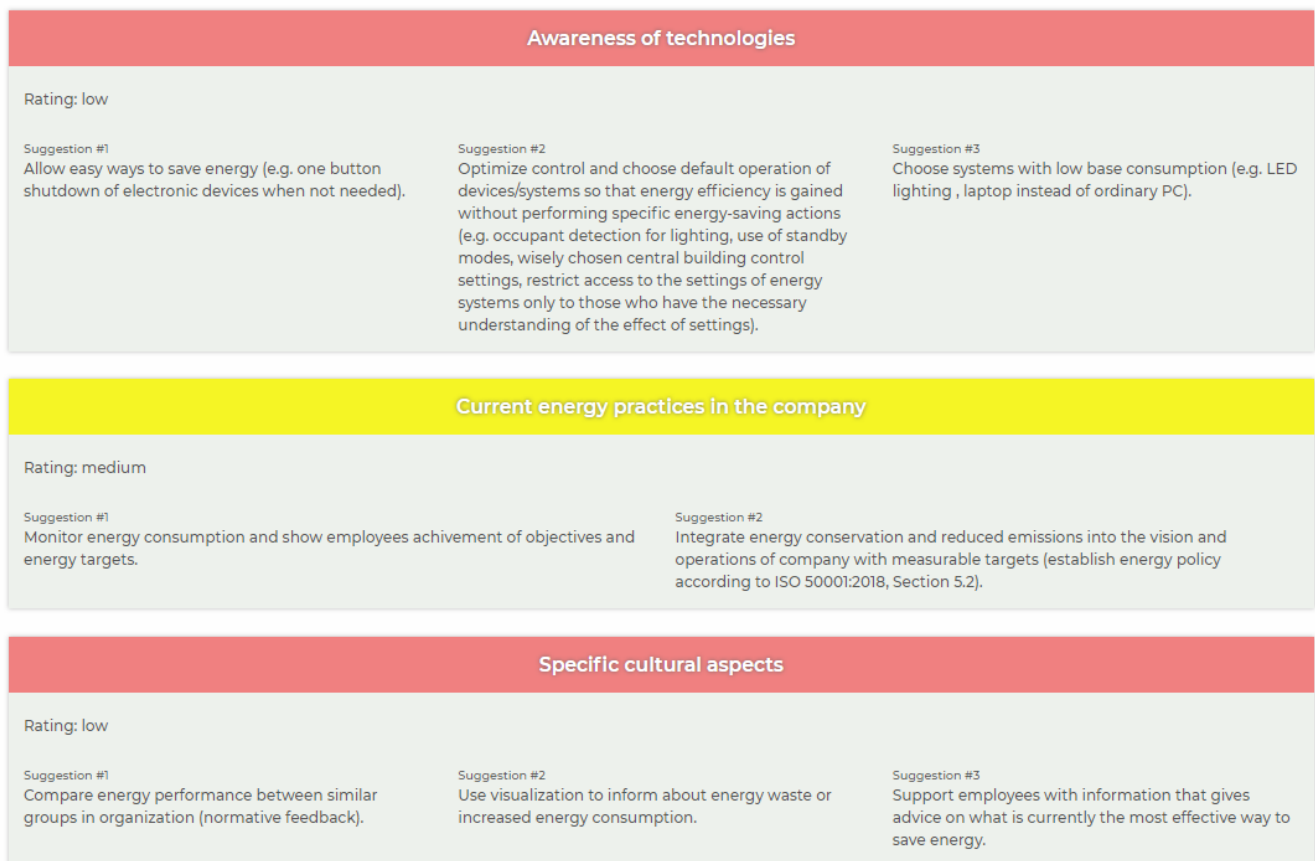 Awareness of technologies
Rating: low
Suggestion #1
Allow easy ways to save energy (e.g. one button
shutdown of electronic devices when not needed).
Suggestion #2
Optimize control and choose default operation of
devices/systems so that energy efficiency is gained
without performing specific energy-saving actions
(e.g. occupant detection for lighting, use of standby
modes, wisely chosen central building control
settings, restrict access to the settings of energy
systems only to those who have the necessary
understanding of the effect of settings).
Suggestion #3
Choose systems with low base consumption (e.g. LED
lighting , laptop instead of ordinary PC).
Current energy practices in the company
Rating: medium
Suggestion #1
Monitor energy consumption and show employees achivement of objectives and
energy targets.
Suggestion #2
Integrate energy conservation and reduced emissions into the vision and
operations of company with measurable targets (establish energy policy
according to ISO 50001:2018, Section 5.2).
Specific cultural aspects
Rating: low
Suggestion #1
Compare energy performance between similar
groups in organization (normative feedback).
Suggestion #2
Use visualization to inform about energy waste or
increased energy consumption.
Suggestion #3
Support employees with information that gives
advice on what is currently the most effective way to
save energy.